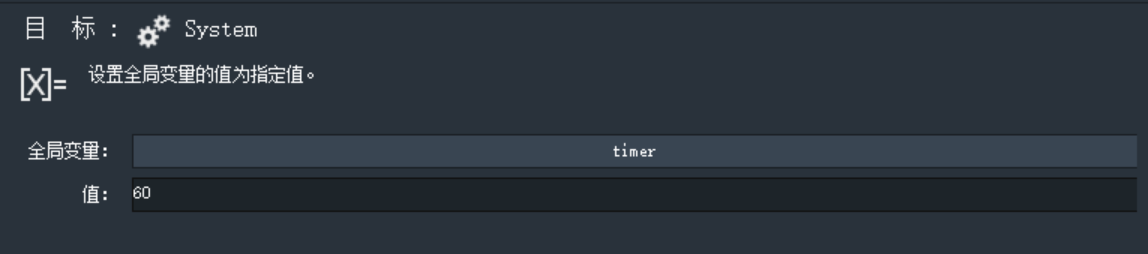 目 标： System
[X]= 设置全局变量的值为指定值。
全局变量： timer
值： 60